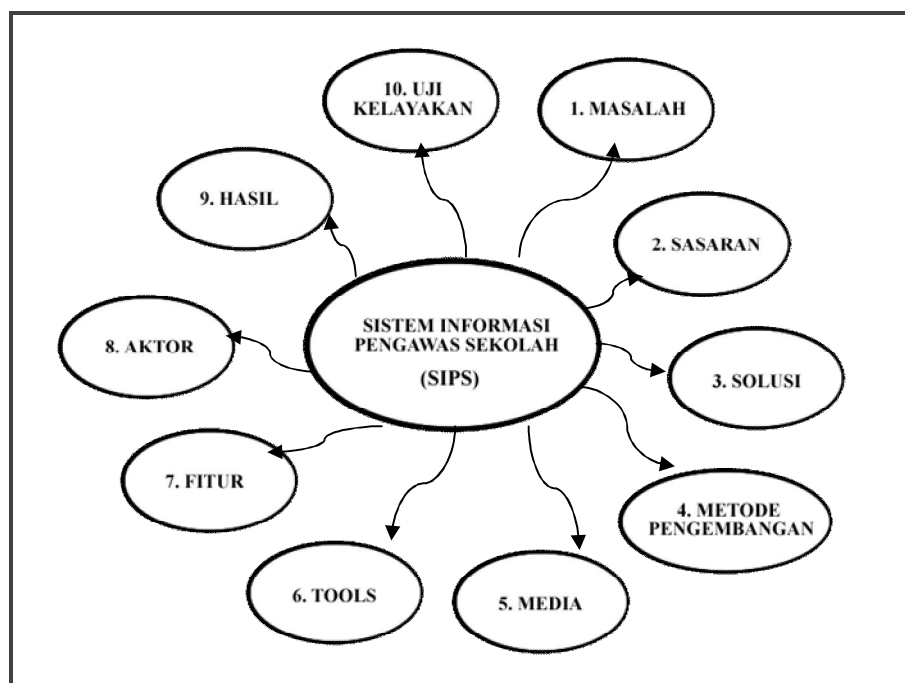 10. UJI
KELAYAKAN
1. MASALAH
9. HASIL
2. SASARAN
SISTEM INFORMASI
PENGAWAS SEKOLAH
(SIPS)
8. AKTOR
3. SOLUSI
7. FITUR
4. METODE
PENGEMBANGAN
6. TOOLS
5. MEDIA